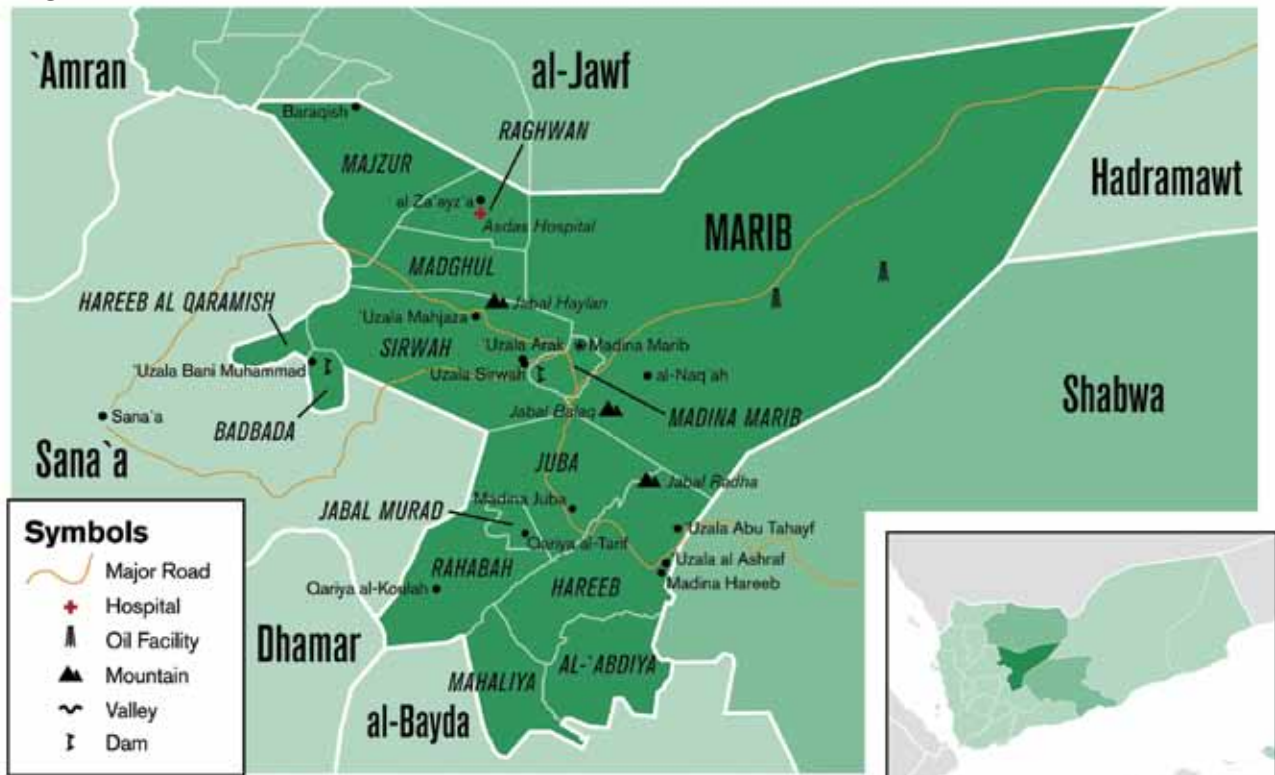 `Amran
al-Jawf
Baraqish
RAGHWAN
MAJZUR
Hadramawt
al Za'ayz'a
Asdas Hospital
MARIB
MADGHUL
HAREEB AL QARAMISH
Jabal Haylan
'Uzala Mahjaza
SIRWAH
'Uzala Arak
Madina Marib
'Uzala Bani Muhammad
Uzala Sirwah
al-Naq'ah
Shabwa
Sana'a
Jabal Balaq
MADINA MARIB
BADBADA
Sana`a
JUBA
Jabal Radha
Madina Juba
JABAL MURAD
Uzala Abu Tahayf
Qariya al-Tarif
Uzala al Ashraf
RAHABAH
HAREEB
Madina Hareeb
Qariya al-Koulah
Dhamar
AL-`ABDIYA
MAHALIYA
al-Bayda
Symbols
Major Road
Hospital
Oil Facility
Mountain
Valley
Dam